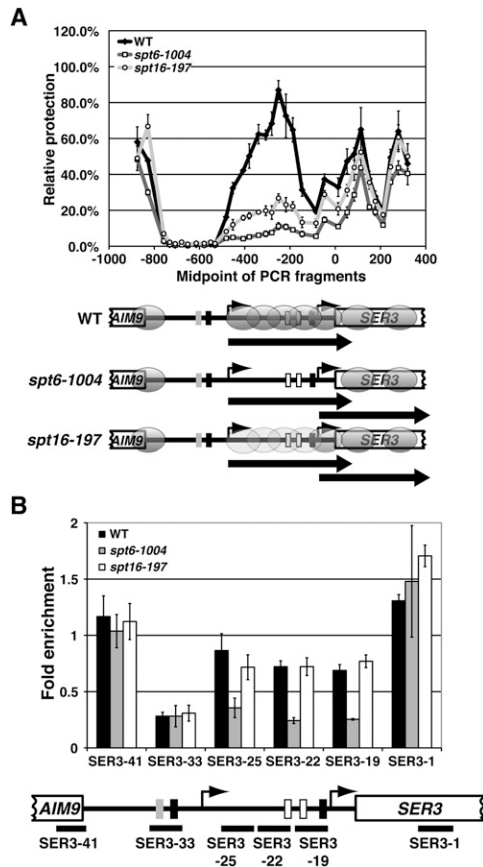 A
WT
spt6-1004
spt16-197
Relative protection
120.0%
100.0%
80.0%
60.0%
40.0%
20.0%
0.0%
-1000 -800 -600 -400 -200 0 200 400
Midpoint of PCR fragments
WT AIM9 SER3
spt6-1004 AIM9 SER3
spt16-197 AIM9 SER3
B
WT
spt6-1004
spt16-197
Fold enrichment
2
1.5
1
0.5
0
SER3-41 SER3-33 SER3-25 SER3-22 SER3-19 SER3-1
AIM9 SER3
SER3-41 SER3-33 SER3 SER3 SER3 SER3-1
-25 -22 -19